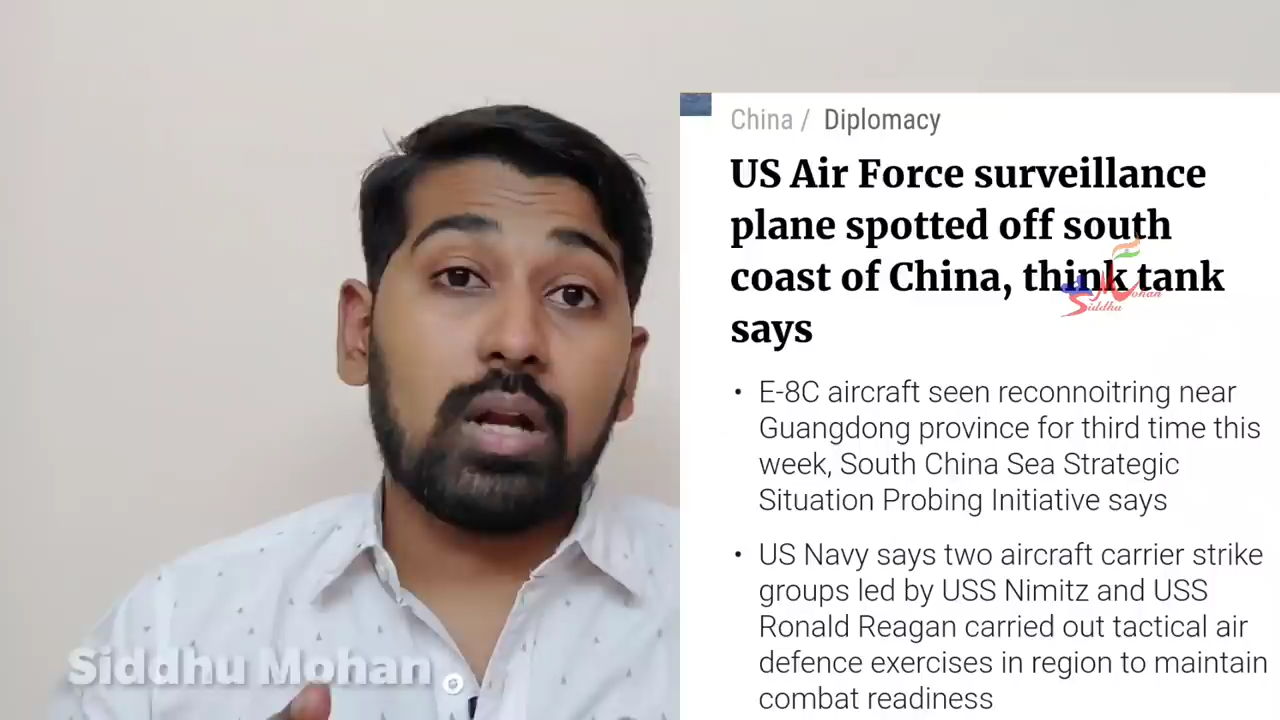 China / Diplomacy
US Air Force surveillance
plane spotted off south
coast of China, think tank
says
• E-8C aircraft seen reconnoitring near
Guangdong province for third time this
week, South China Sea Strategic
Situation Probing Initiative says
• US Navy says two aircraft carrier strike
groups led by USS Nimitz and USS
Ronald Reagan carried out tactical air
defence exercises in region to maintain
combat readiness
Siddhu Mohan
Siddhu Mohan